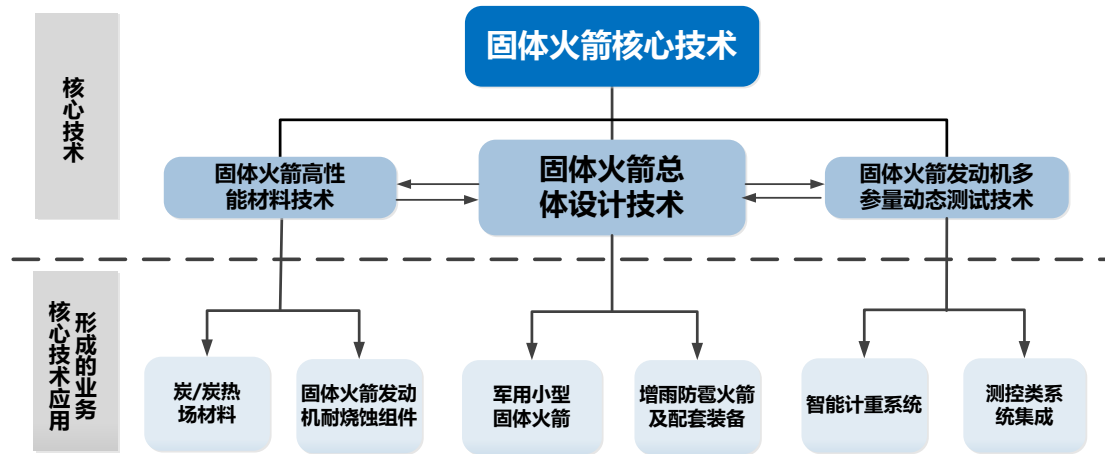 固体火箭核心技术
核心技术
固体火箭高性
能材料技术
固体火箭总
体设计技术
固体火箭发动机多
参量动态测试技术
核心技术应用
形成的业务
炭/炭热
场材料
固体火箭发动
机耐烧蚀组件
军用小型
固体火箭
增雨防雹火箭
及配套装备
智能计重系统
测控类系
统集成